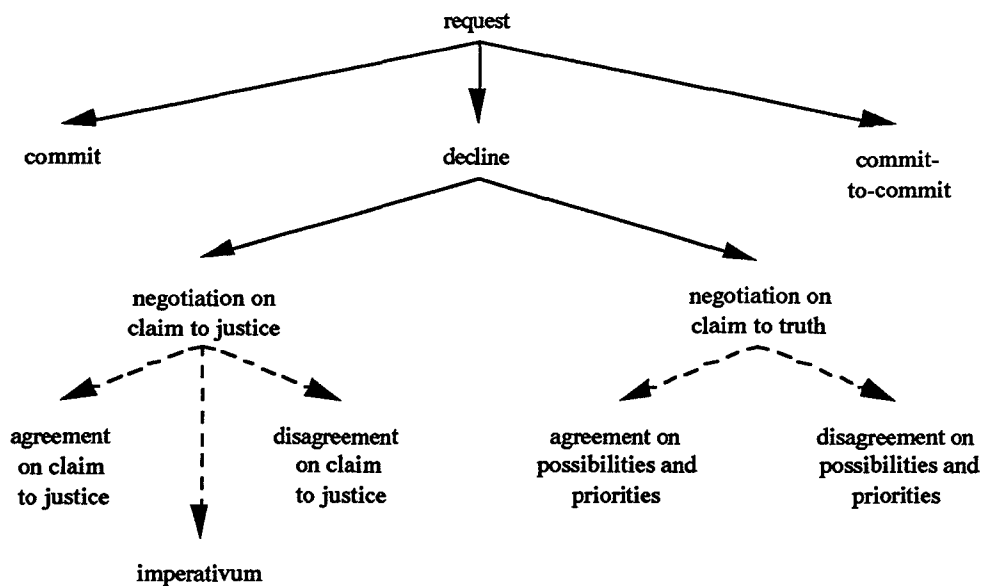 request
commit
decline
commit-
to-commit
negotiation on
claim to justice
negotiation on
claim to truth
agreement
on claim
to justice
disagreement
on claim
to justice
agreement on
possibilities and
priorities
disagreement on
possibilities and
priorities
imperativum